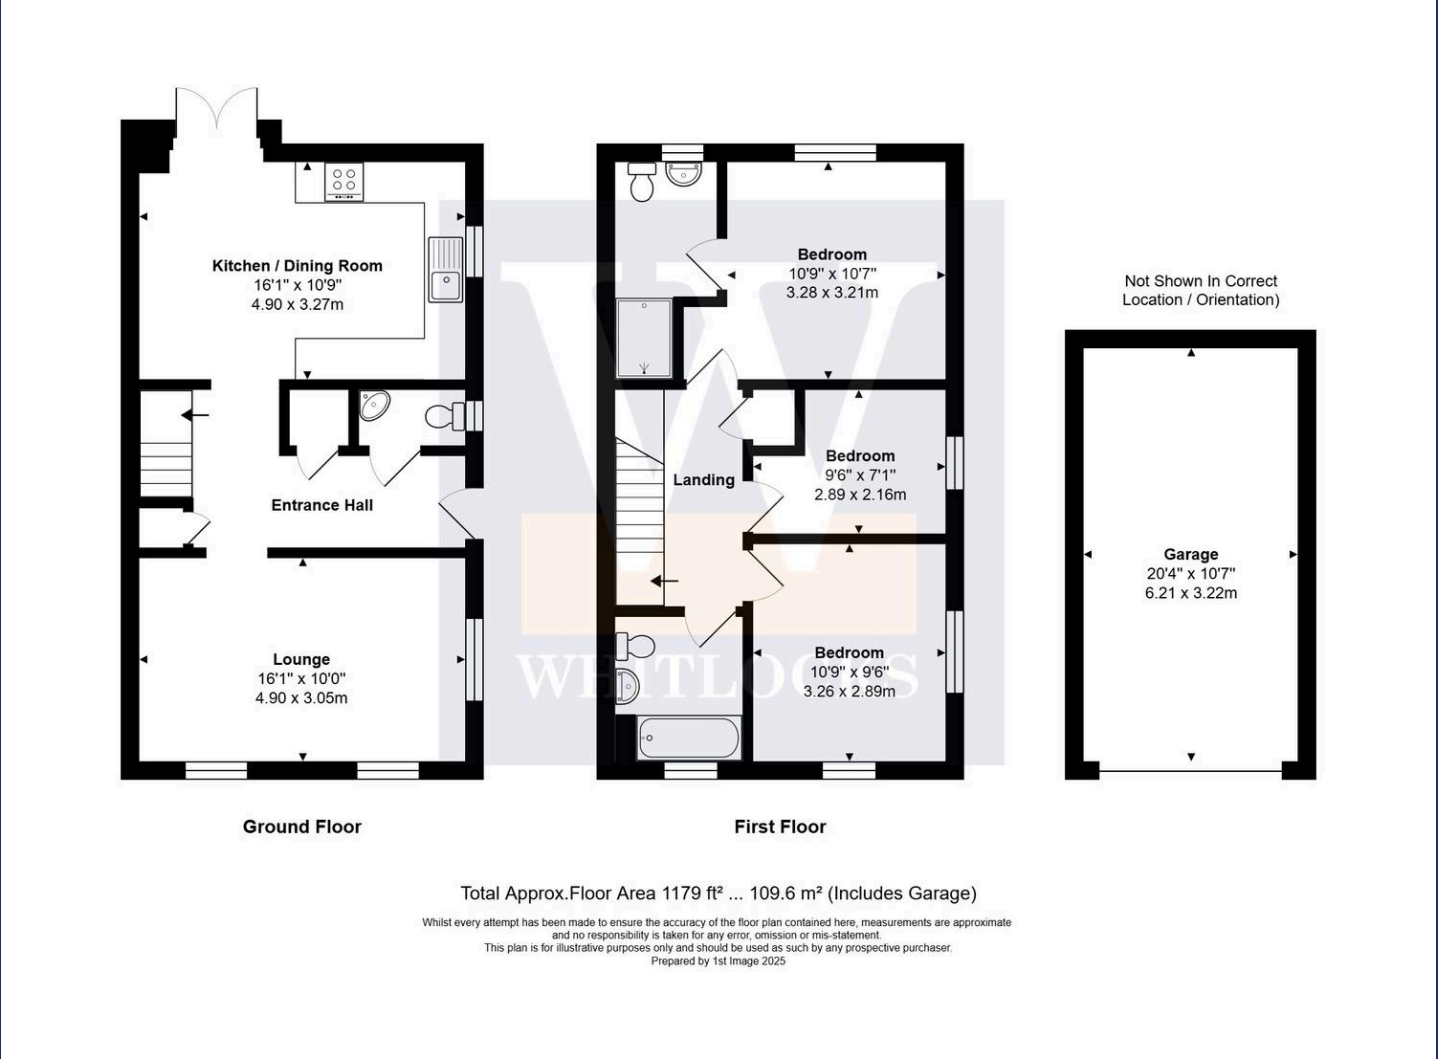 Kitchen / Dining Room
16'1" x 10'9"
4.90 x 3.27m
Entrance Hall
Lounge
16'1" x 10'0"
4.90 x 3.05m
Ground Floor
Bedroom
10'9" x 10'7"
3.28 x 3.21m
Landing
Bedroom
9'6" x 7'1"
2.89 x 2.16m
Bedroom
10'9" x 9'6"
3.26 x 2.89m
WHITLOCKS
First Floor
Not Shown In Correct
Location / Orientation)
Garage
20'4" x 10'7"
6.21 x 3.22m
Total Approx.Floor Area 1179 ft² ... 109.6 m² (Includes Garage)
Whilst every attempt has been made to ensure the accuracy of the floor plan contained here, measurements are approximate
and no responsibility is taken for any error, omission or mis-statement.
This plan is for illustrative purposes only and should be used as such by any prospective purchaser.
Prepared by 1st Image 2025